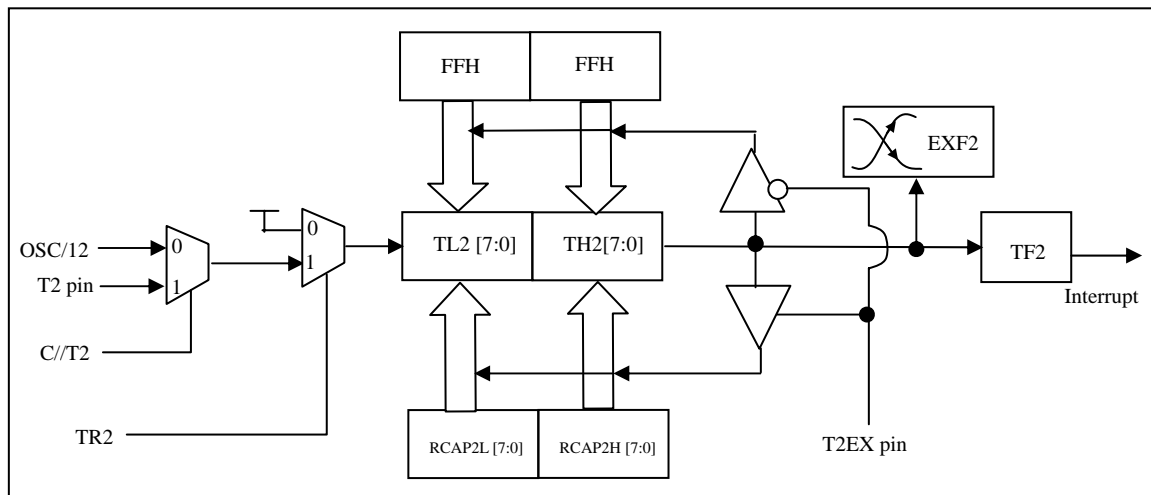 FFH FFH
EXF2
0
OSC/12 0
TL2 [7:0] TH2[7:0]
TF2
1
T2 pin 1
Interrupt
C//T2
TR2
RCAP2L [7:0] RCAP2H [7:0]
T2EX pin